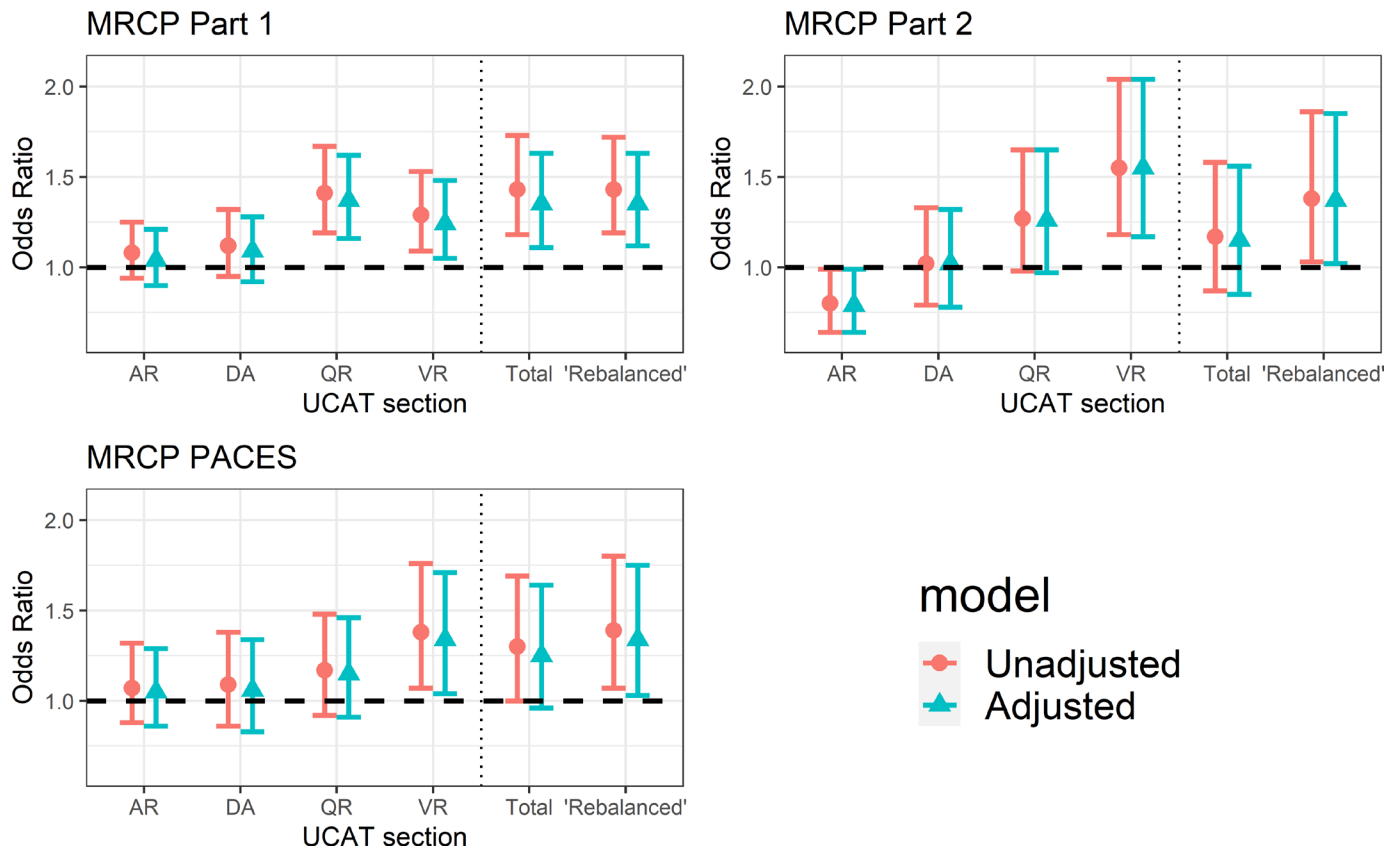 MRCP Part 1
2.0
1.5
1.0
Odds Ratio
AR DA QR VR Total 'Rebalanced'
UCAT section
MRCP Part 2
2.0
1.5
1.0
Odds Ratio
AR DA QR VR Total 'Rebalanced'
UCAT section
MRCP PACES
2.0
1.5
1.0
Odds Ratio
AR DA QR VR Total 'Rebalanced'
UCAT section
model
Unadjusted
Adjusted